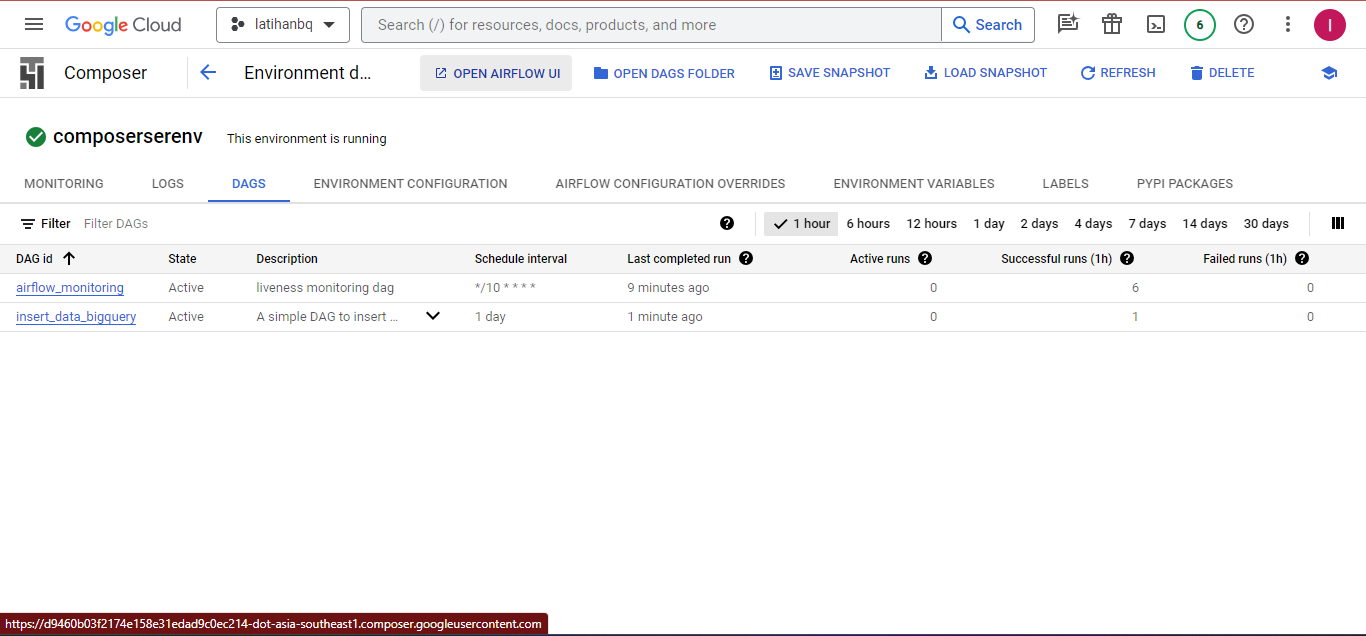 Google Cloud latihanbq Search (/) for resources, docs, products, and more Search 6 I
Composer Environment d... OPEN AIRFLOW UI OPEN DAGS FOLDER SAVE SNAPSHOT LOAD SNAPSHOT REFRESH DELETE
composerserenv This environment is running
MONITORING LOGS DAGS ENVIRONMENT CONFIGURATION AIRFLOW CONFIGURATION OVERRIDES ENVIRONMENT VARIABLES LABELS PYPI PACKAGES
Filter Filter DAGs 1 hour 6 hours 12 hours 1 day 2 days 4 days 7 days 14 days 30 days
DAG id State Description Schedule interval Last completed run Active runs Successful runs (1h) Failed runs (1h)
airflow_monitoring Active liveness monitoring dag */10 * * * * 9 minutes ago 0 6 0
insert_data_bigquery Active A simple DAG to insert ... 1 day 1 minute ago 0 1 0
https://d9460b03f2174e158e31edad9c0ec214-dot-asia-southeast1.composer.googleusercontent.com